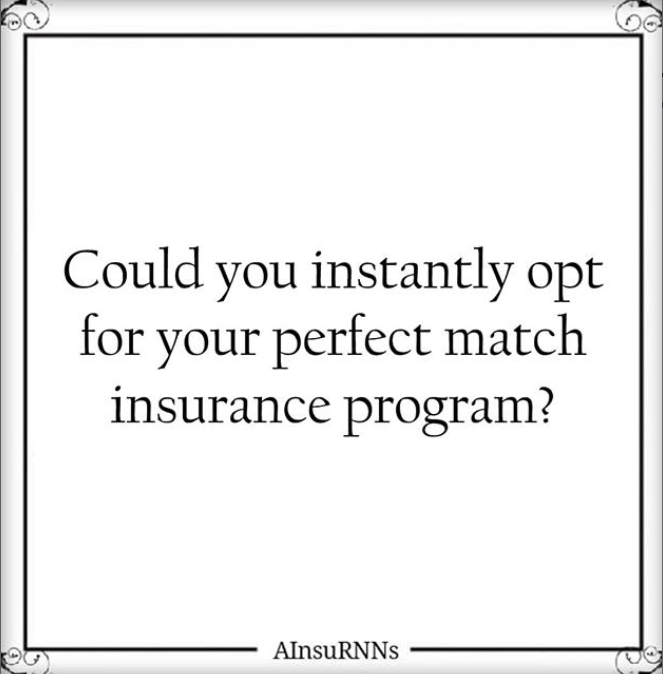 Could you instantly opt
for your perfect match
insurance program?
AInsuRNNs